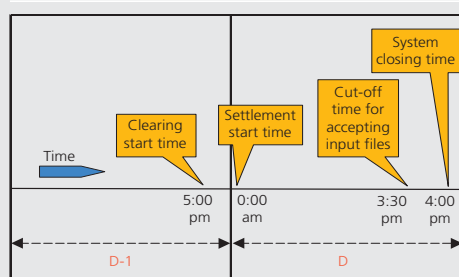 System
closing time
Cut-off
time for
accepting
input files
Settlement
start time
Clearing
start time
Time
5:00
pm
0:00
am
3:30
pm
4:00
pm
D-1
D